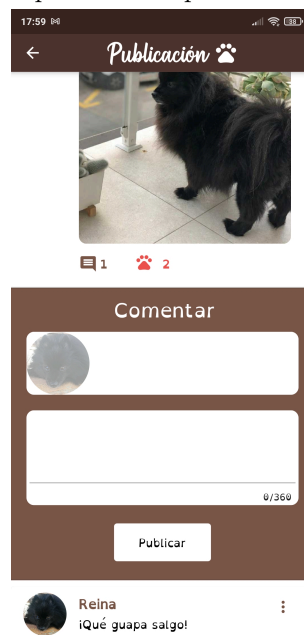 17:59
38
Publicación
1
2
Comentar
0/360
Publicar
Reina
¡Qué guapa salgo!